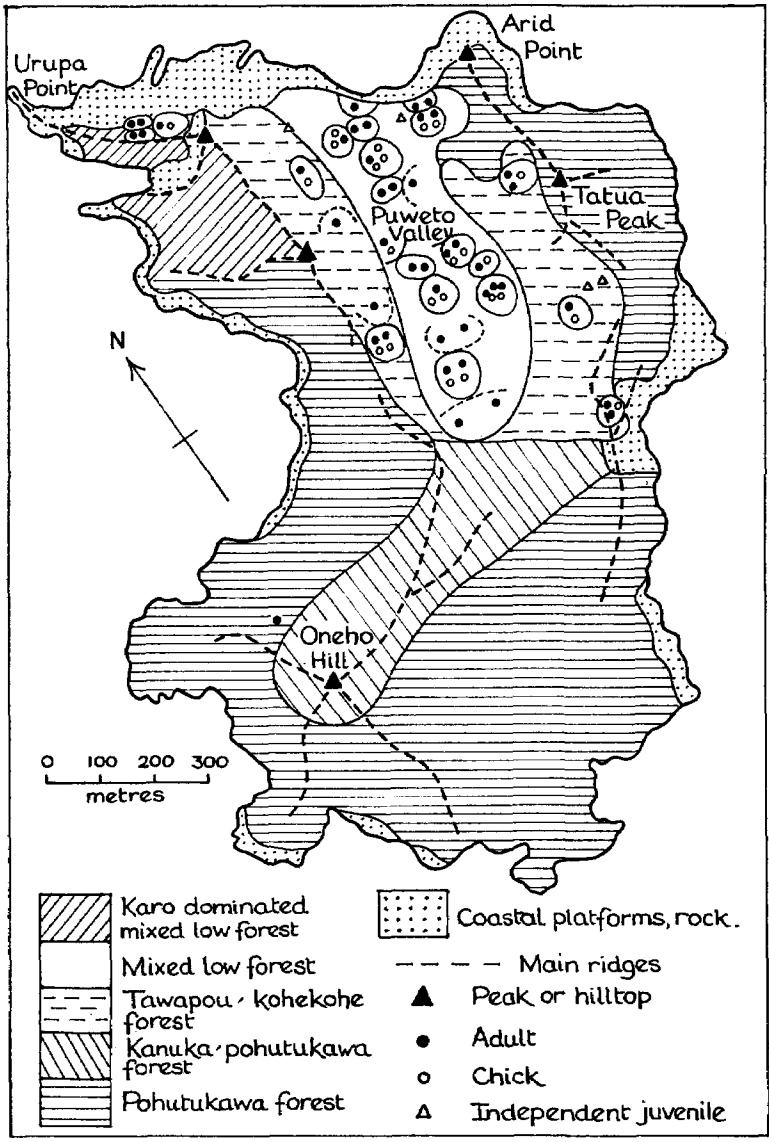 Arid
Point
Urupa
Point
Tatua
Peak
Puweto
Valley
N
Oneho
Hill
0 100 200 300
metres
Karo dominated
mixed low forest
Mixed low forest
Tawapou-kohekohe
forest
Kanuka-pohutukawa
forest
Pohutukawa forest
Coastal platforms, rock.
Main ridges
Peak or hilltop
Adult
Chick
Independent juvenile